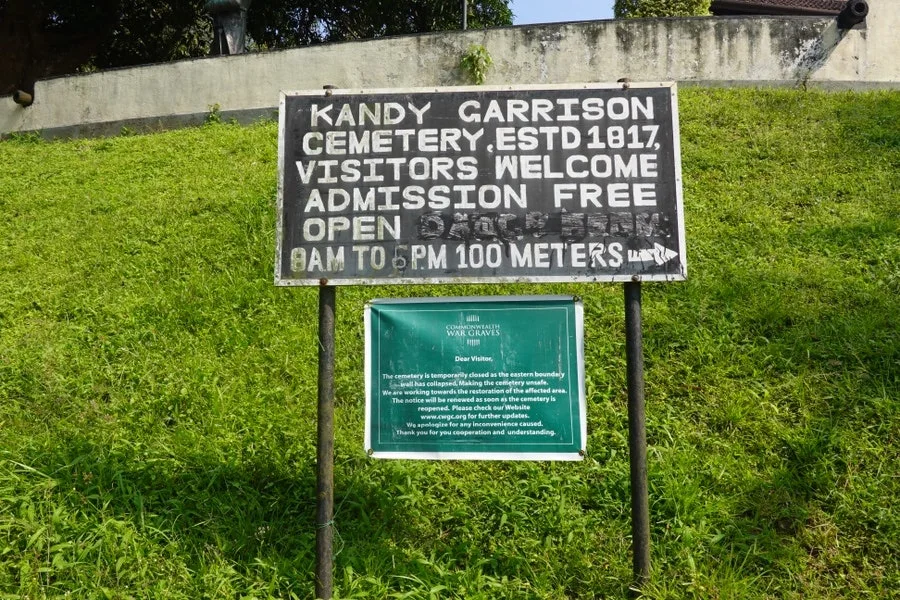 KANDY GARRISON
CEMETERY, ESTD 1817,
VISITORS WELCOME
ADMISSION FREE
OPEN
8AM TO 5PM 100 METERS
COMMONWEALTH
WAR GRAVES
Dear Visitor,
The cemetery is temporarily closed as the eastern boundary
wall has collapsed, Making the cemetery unsafe.
We are working towards the restoration of the affected area.
The notice will be renewed as soon as the cemetery is
reopened. Please check our Website
www.cwgc.org for further updates.
We apologize for any inconvenience caused.
Thank you for you cooperation and understanding.